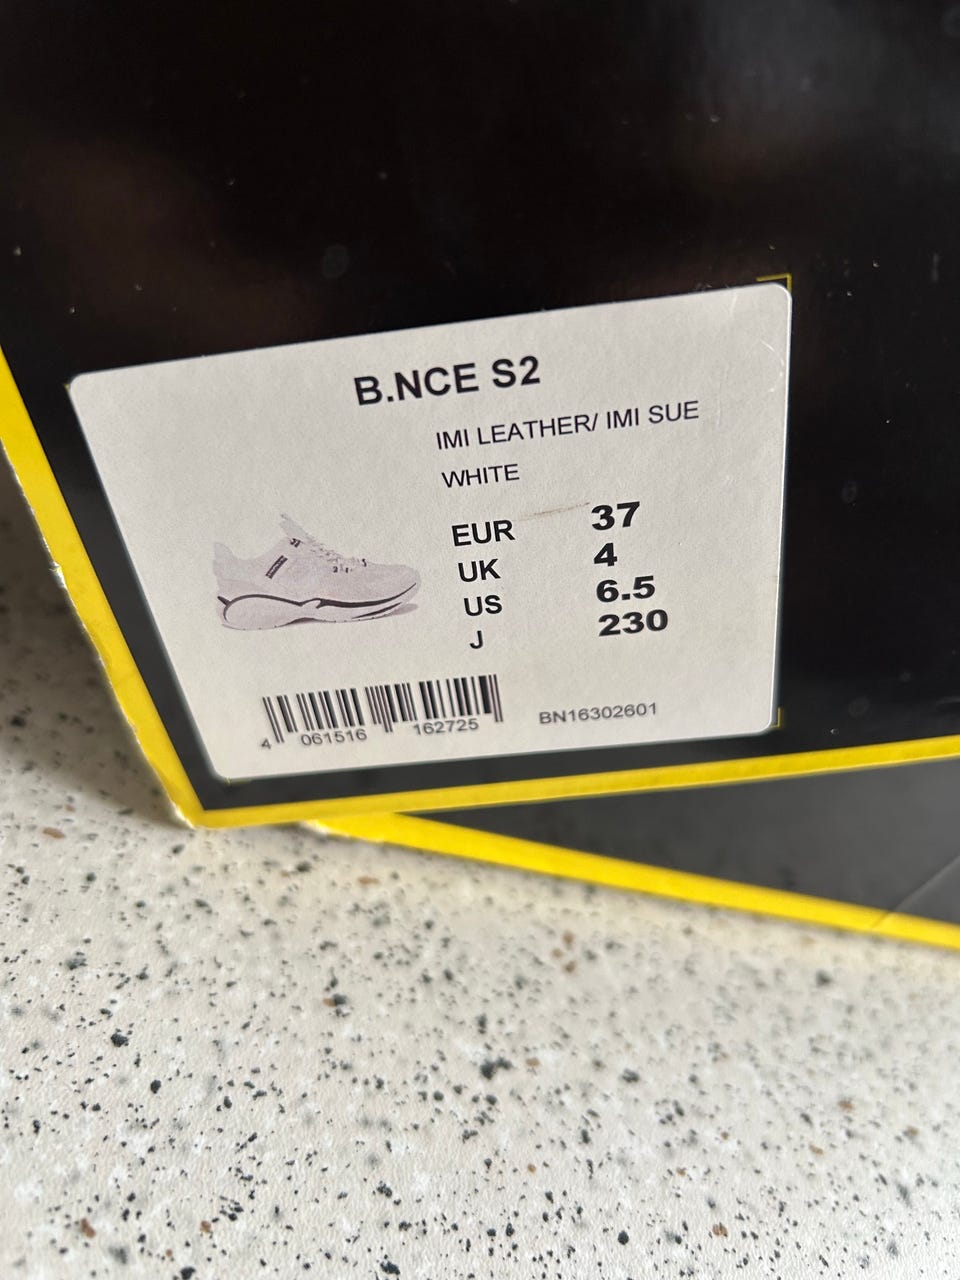 B.NCE S2
IMI LEATHER/ IMI SUE
WHITE
EUR 37
UK 4
US 6.5
J 230
4 061516 162725
BN16302601